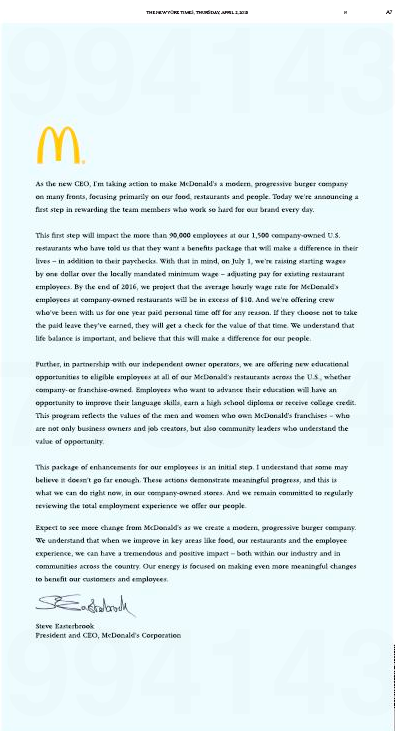 THE NEW YORK TIMES, THURSDAY, APRIL 2, 2015
N
A7
As the new CEO, I'm taking action to make McDonald's a modern, progressive burger company
on many fronts, focusing primarily on our food, restaurants and people. Today we're announcing a
first step in rewarding the team members who work so hard for our brand every day.
This first step will impact the more than 90,000 employees at our 1,500 company-owned U.S.
restaurants who have told us that they want a benefits package that will make a difference in their
lives – in addition to their paychecks. With that in mind, on July 1, we're raising starting wages
by one dollar over the locally mandated minimum wage – adjusting pay for existing restaurant
employees. By the end of 2016, we project that the average hourly wage rate for McDonald's
employees at company-owned restaurants will be in excess of $10. And we're offering crew
who've been with us for one year paid personal time off for any reason. If they choose not to take
the paid leave they've earned, they will get a check for the value of that time. We understand that
life balance is important, and believe that this will make a difference for our people.
Further, in partnership with our independent owner operators, we are offering new educational
opportunities to eligible employees at all of our McDonald's restaurants across the U.S., whether
company-or franchise-owned. Employees who want to advance their education will have an
opportunity to improve their language skills, earn a high school diploma or receive college credit.
This program reflects the values of the men and women who own McDonald's franchises – who
are not only business owners and job creators, but also community leaders who understand the
value of opportunity.
This package of enhancements for our employees is an initial step. I understand that some may
believe it doesn't go far enough. These actions demonstrate meaningful progress, and this is
what we can do right now, in our company-owned stores. And we remain committed to regularly
reviewing the total employment experience we offer our people.
Expect to see more change from McDonald's as we create a modern, progressive burger company.
We understand that when we improve in key areas like food, our restaurants and the employee
experience, we can have a tremendous and positive impact – both within our industry and in
communities across the country. Our energy is focused on making even more meaningful changes
to benefit our customers and employees.
S Easterbrook
Steve Easterbrook
President and CEO, McDonald's Corporation